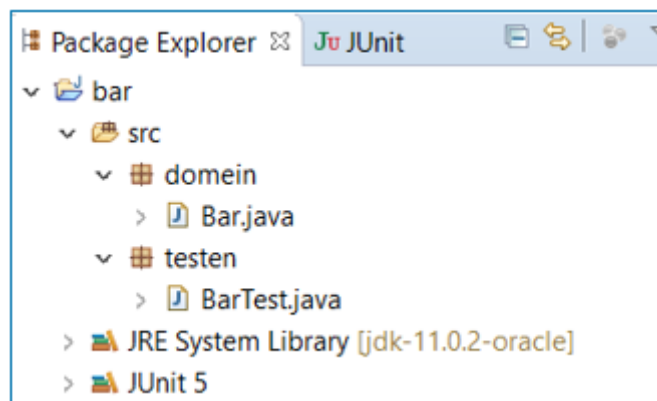 Package Explorer JU JUnit
bar
src
domein
Bar.java
testen
BarTest.java
JRE System Library [jdk-11.0.2-oracle]
JUnit 5